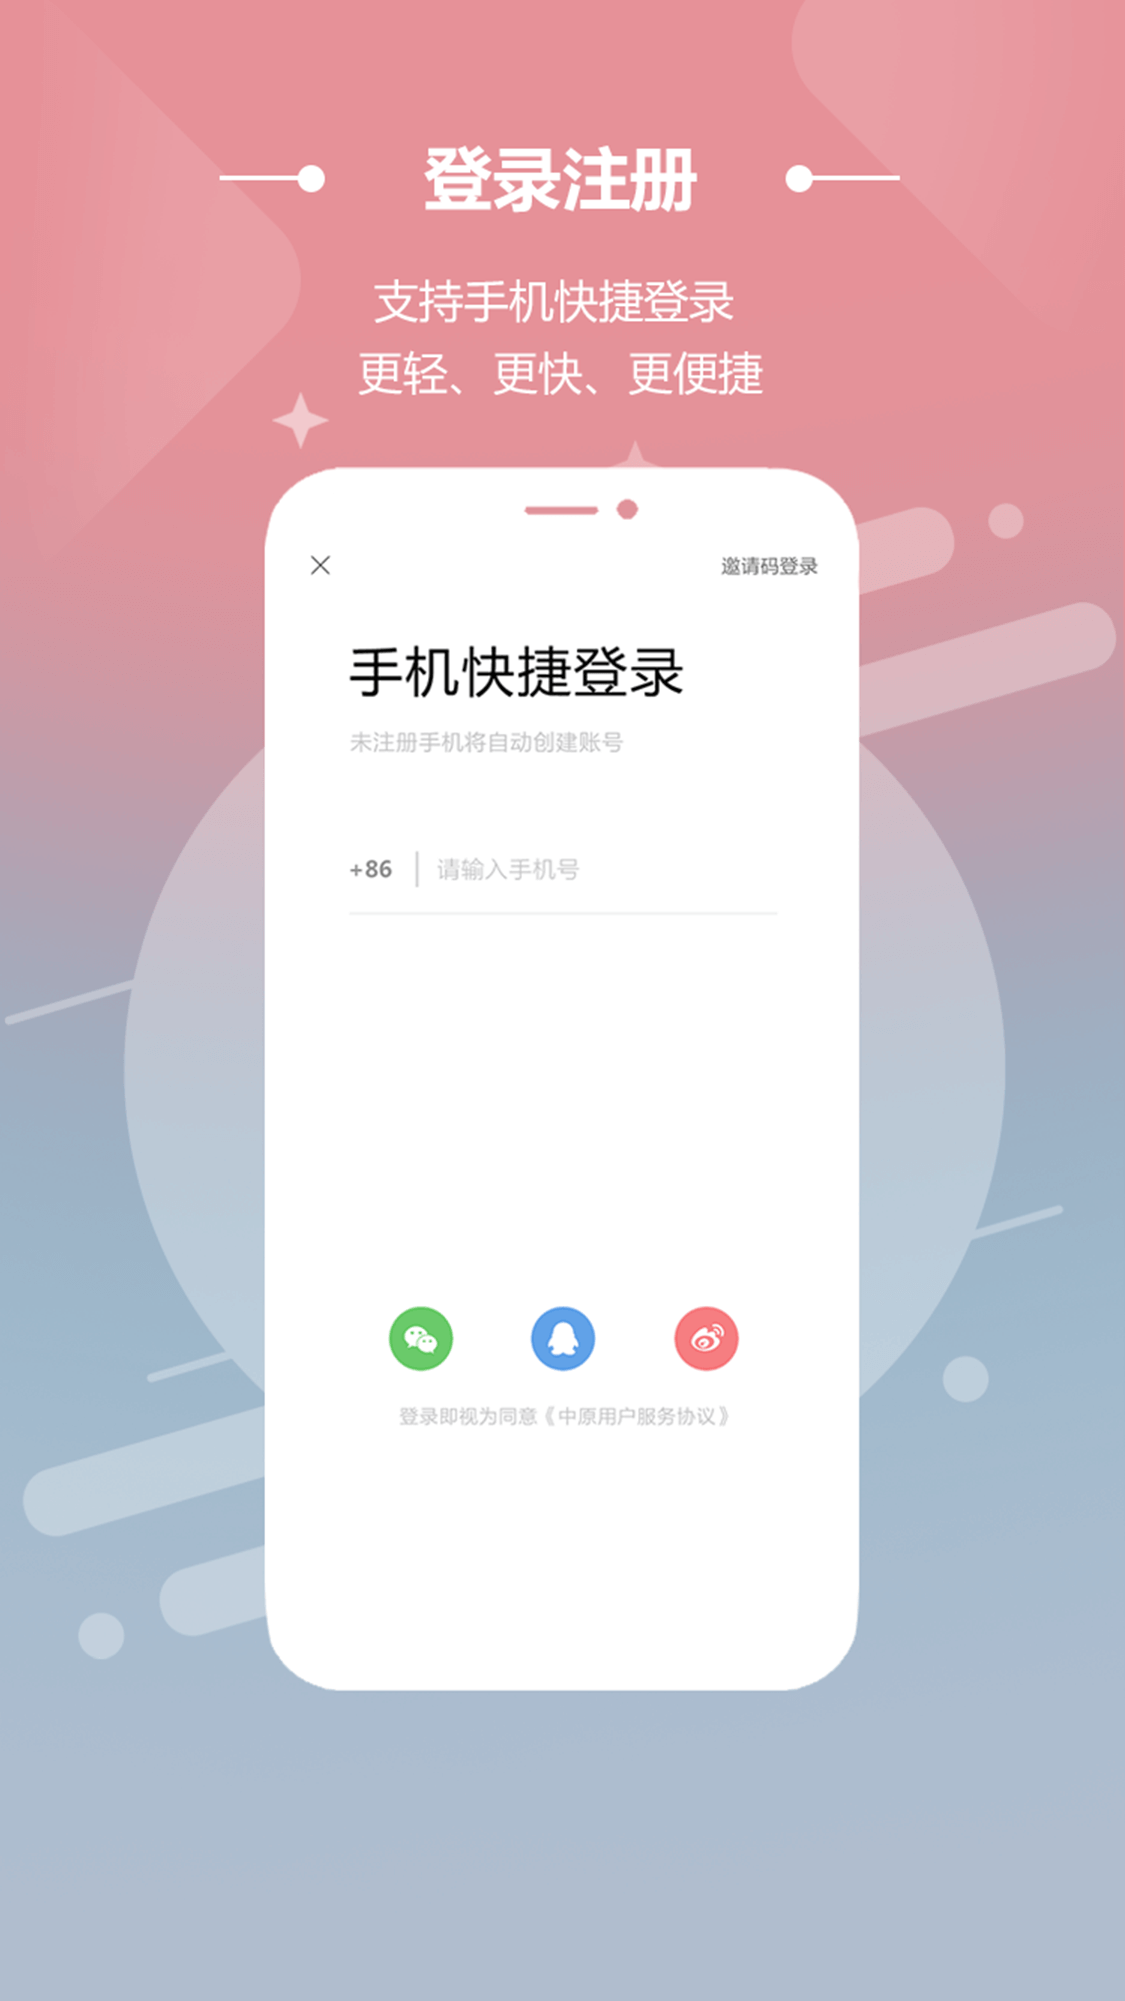 登录注册
支持手机快捷登录
更轻、更快、更便捷
邀请码登录
手机快捷登录
未注册手机将自动创建账号
+86 请输入手机号
登录即视为同意《中原用户服务协议》